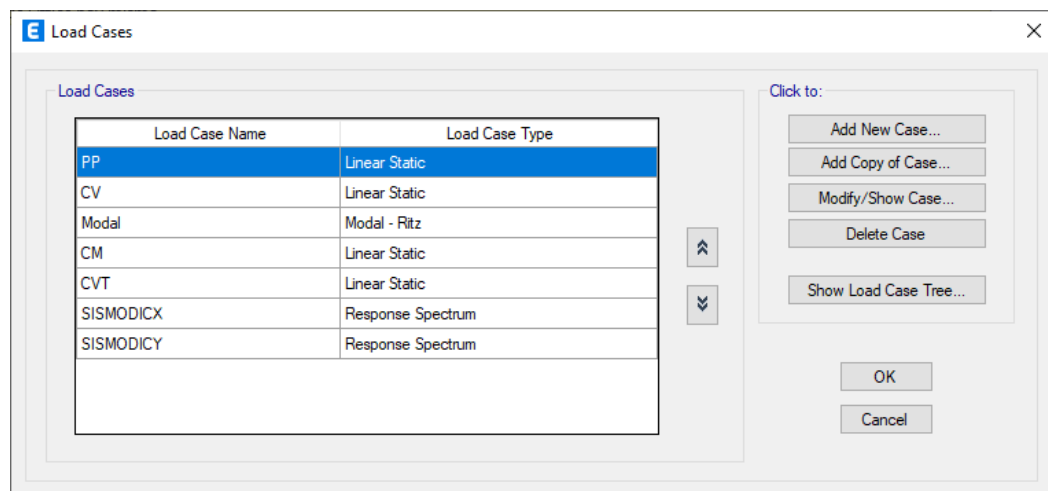 E Load Cases
Load Cases
Load Case Name Load Case Type
PP Linear Static
CV Linear Static
Modal Modal - Ritz
CM Linear Static
CVT Linear Static
SISMODICX Response Spectrum
SISMODICY Response Spectrum
Click to:
Add New Case...
Add Copy of Case...
Modify/Show Case...
Delete Case
Show Load Case Tree...
OK
Cancel